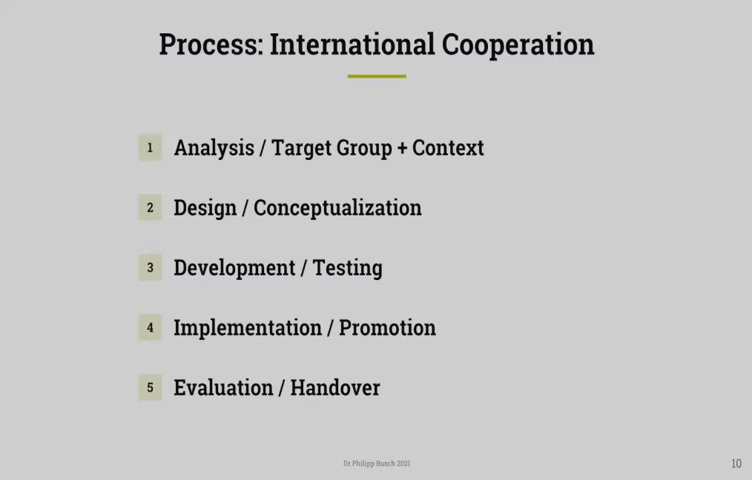 Process: International Cooperation
1 Analysis / Target Group + Context
2 Design / Conceptualization
3 Development / Testing
4 Implementation / Promotion
5 Evaluation / Handover
Dr Philipp Busch 2021
10